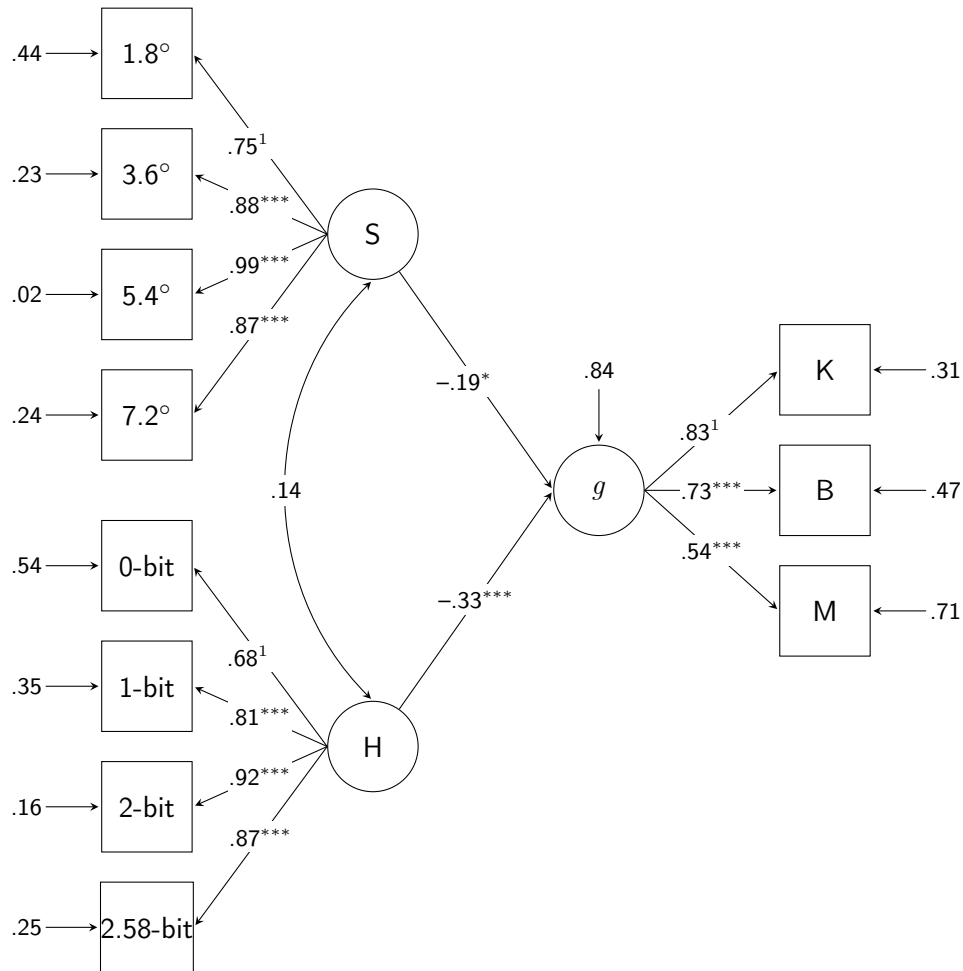 .44 1.8°
.75¹
.23 3.6°
.88***
S
.99***
.02 5.4°
.87***
.24 7.2°
–.19*
.84
K .31
.83¹
.14
g
.73*** B .47
.54***
.54 0-bit
–.33***
M .71
.68¹
.35 1-bit
.81***
H
.92***
.16 2-bit
.87***
.25 2.58-bit